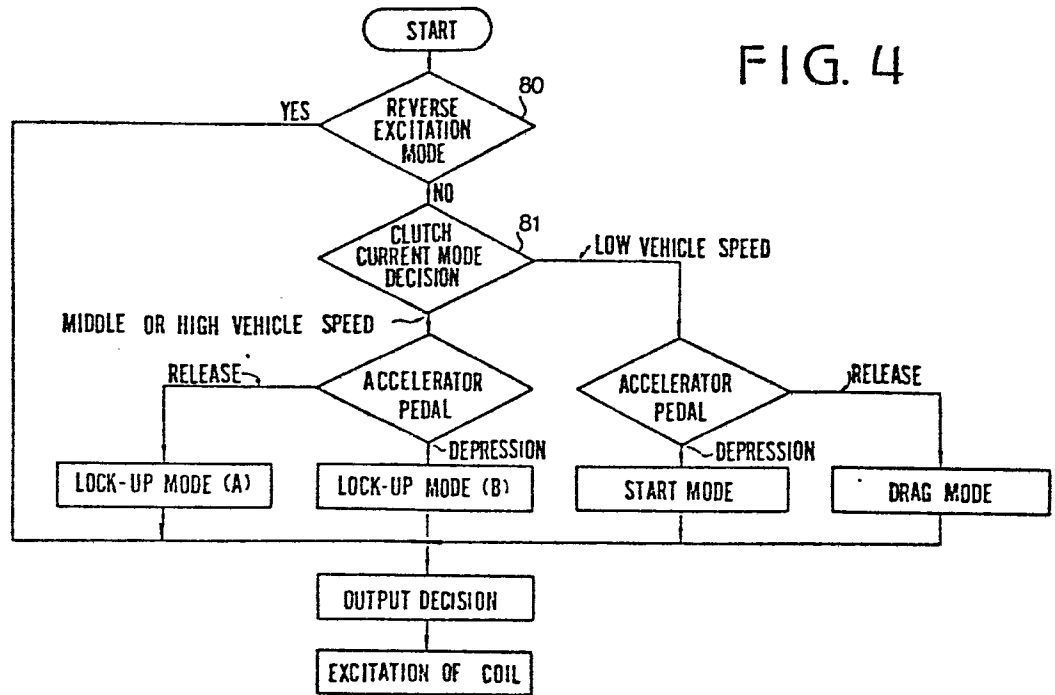 START
FIG. 4
80
YES
REVERSE
EXCITATION
MODE
NO
81
CLUTCH
CURRENT MODE
DECISION
LOW VEHICLE SPEED
MIDDLE OR HIGH VEHICLE SPEED
RELEASE
ACCELERATOR
PEDAL
DEPRESSION
ACCELERATOR
PEDAL
RELEASE
DEPRESSION
LOCK-UP MODE (A)
LOCK-UP MODE (B)
START MODE
DRAG MODE
OUTPUT DECISION
EXCITATION OF COIL